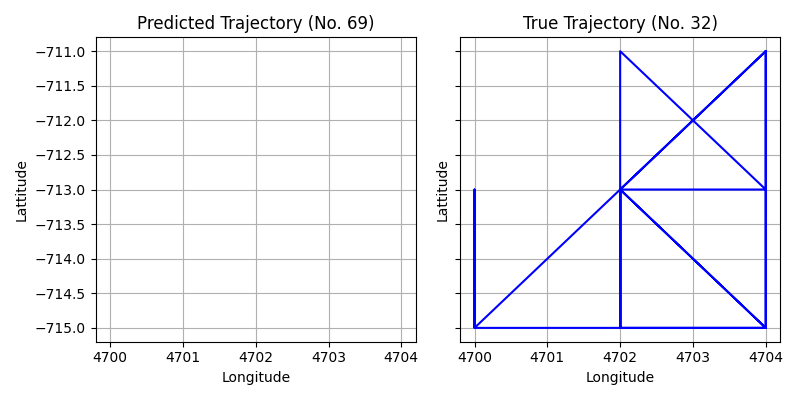 Predicted Trajectory (No. 69)
True Trajectory (No. 32)
−711.0
−711.5
−712.0
−712.5
−713.0
−713.5
−714.0
−714.5
−715.0
Lattitude
Lattitude
4700 4701 4702 4703 4704
4700 4701 4702 4703 4704
Longitude
Longitude